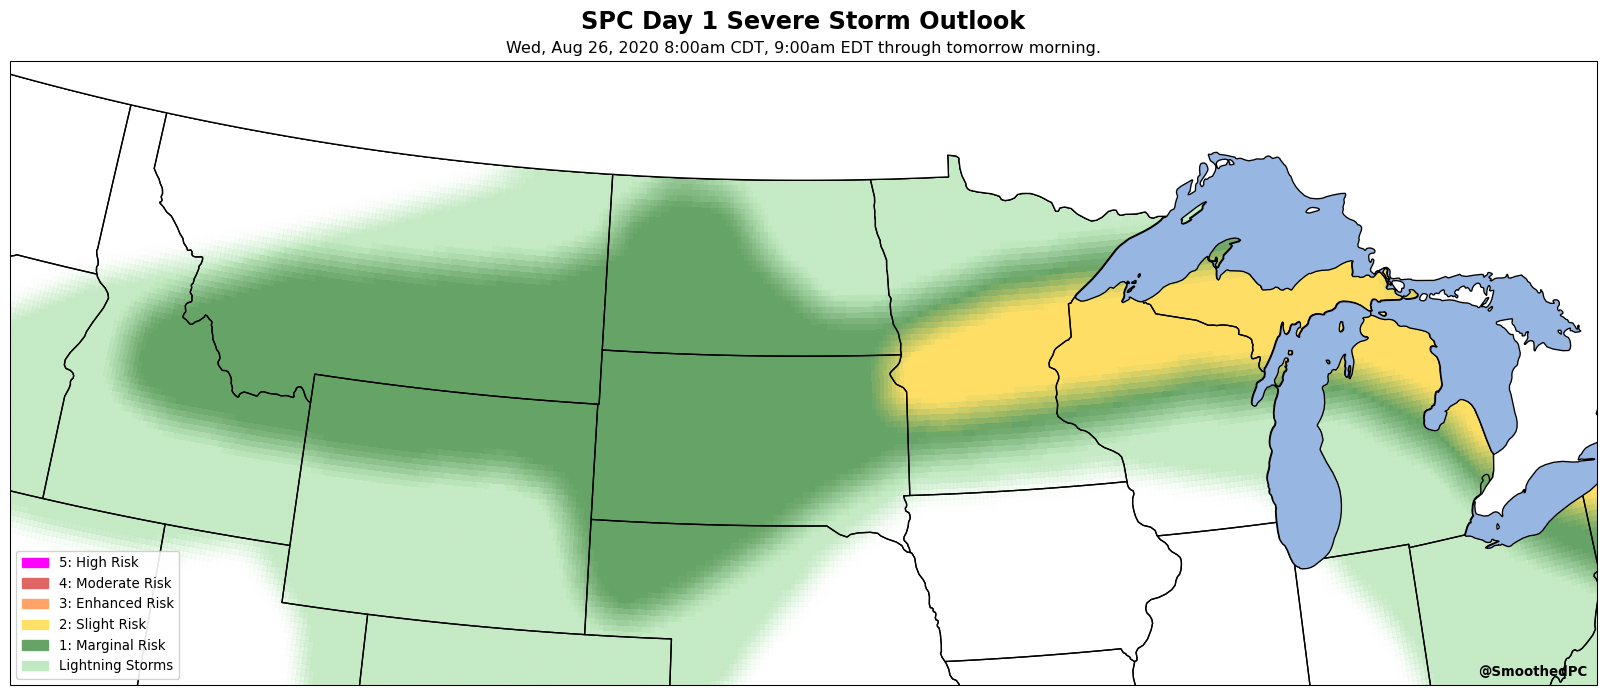 SPC Day 1 Severe Storm Outlook
Wed, Aug 26, 2020 8:00am CDT, 9:00am EDT through tomorrow morning.
5: High Risk
4: Moderate Risk
3: Enhanced Risk
2: Slight Risk
1: Marginal Risk
Lightning Storms
@SmoothedPC